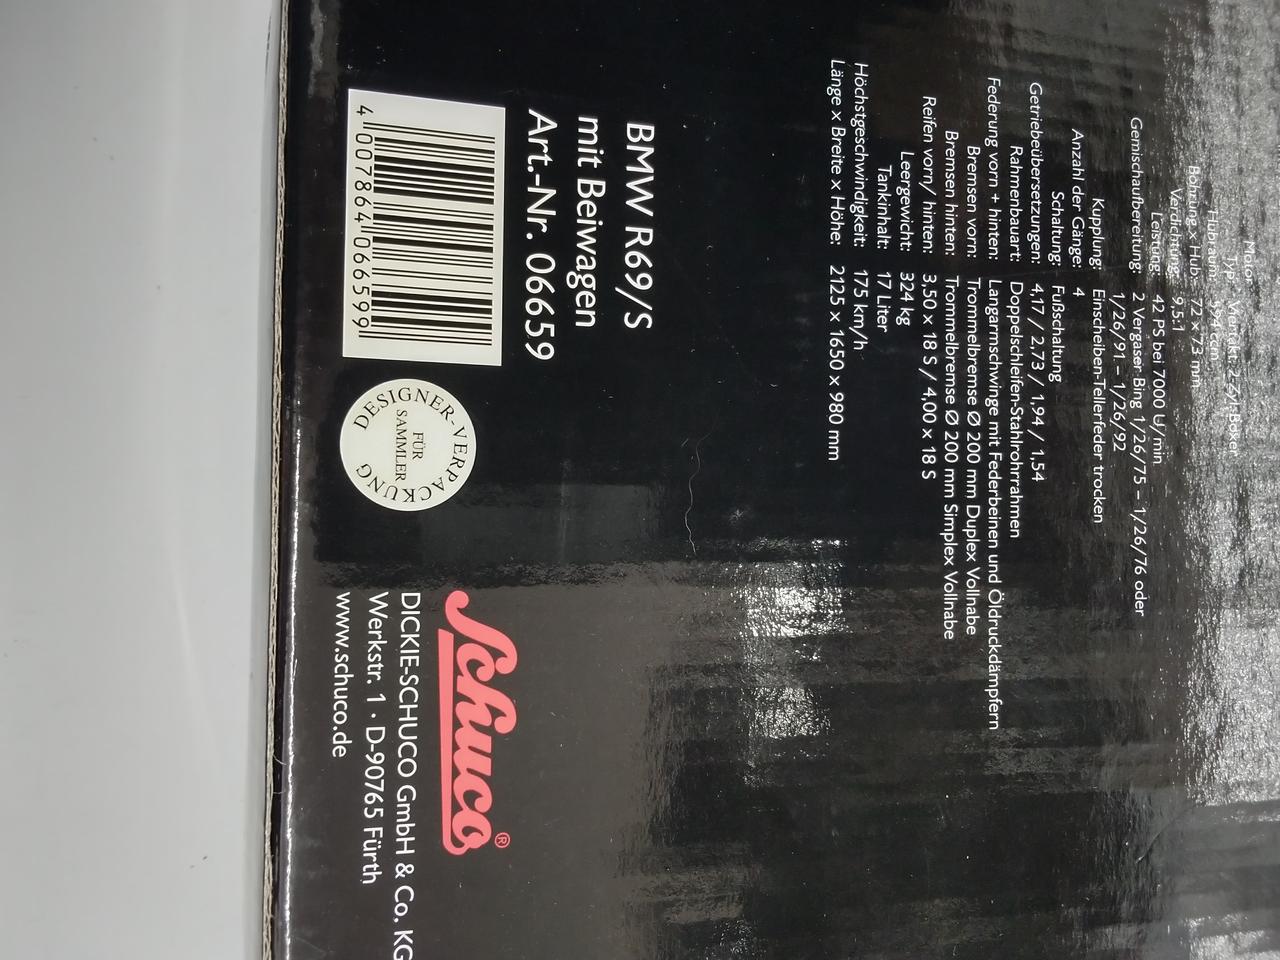 Motor:
Typ: Viertakt 2-Zyl.-Boxer
Hubraum: 594 ccm
Bohrung x Hub: 72 x 73 mm
Verdichtung: 9,5:1
Leistung: 42 PS bei 7000 U/min
Gemischaufbereitung: 2 Vergaser Bing 1/26/75 – 1/26/76 oder
1/26/91 – 1/26/92
Kupplung: Einscheiben-Tellerfeder trocken
Anzahl der Gänge: 4
Schaltung: Fußschaltung
Getriebeübersetzungen: 4,17 / 2,73 / 1,94 / 1,54
Rahmenbauart: Doppelschleifen-Stahlrohrrahmen
Federung vorn + hinten: Langarmschwinge mit Federbeinen und Öldruckdämpfern
Bremsen vorn: Trommelbremse Ø 200 mm Duplex Vollnabe
Bremsen hinten: Trommelbremse Ø 200 mm Simplex Vollnabe
Reifen vorn/ hinten: 3,50 x 18 S / 4,00 x 18 S
Leergewicht: 324 kg
Tankinhalt: 17 Liter
Höchstgeschwindigkeit: 175 km/h
Länge x Breite x Höhe: 2125 x 1650 x 980 mm
BMW R69/S
mit Beiwagen
Art.-Nr. 06659
4 007864 066599
DESIGNER-VERPACKUNG
FÜR
SAMMLER
Schuco®
DICKIE-SCHUCO GmbH & Co. KG
Werkstr. 1 · D-90765 Fürth
www.schuco.de